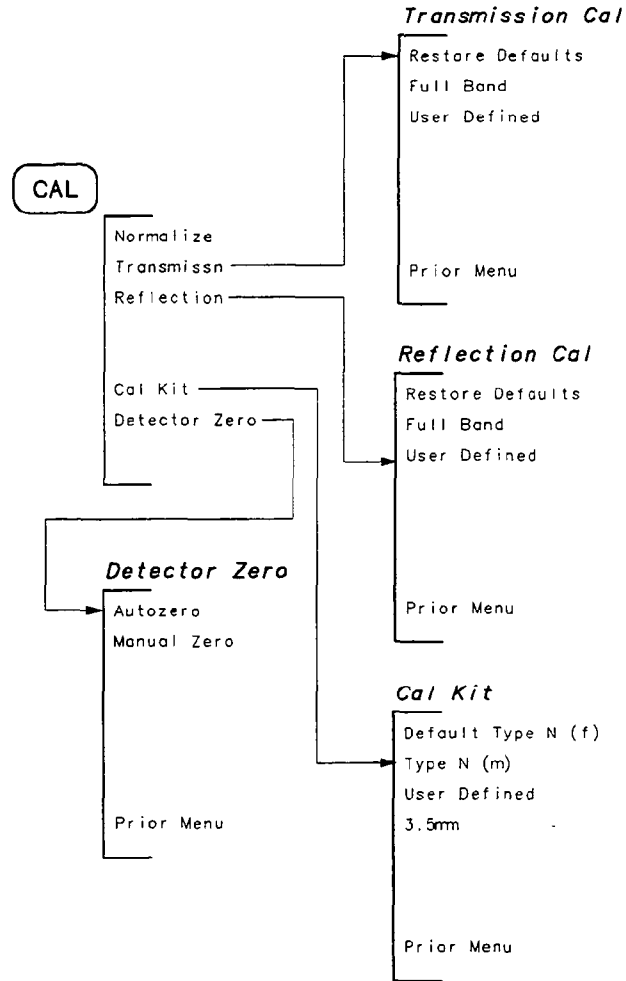 Transmission Cal
Restore Defaults
Full Band
User Defined
Prior Menu
CAL
Normalize
Transmissn
Reflection
Cal Kit
Detector Zero
Reflection Cal
Restore Defaults
Full Band
User Defined
Prior Menu
Detector Zero
Autozero
Manual Zero
Prior Menu
Cal Kit
Default Type N (f)
Type N (m)
User Defined
3.5mm
Prior Menu